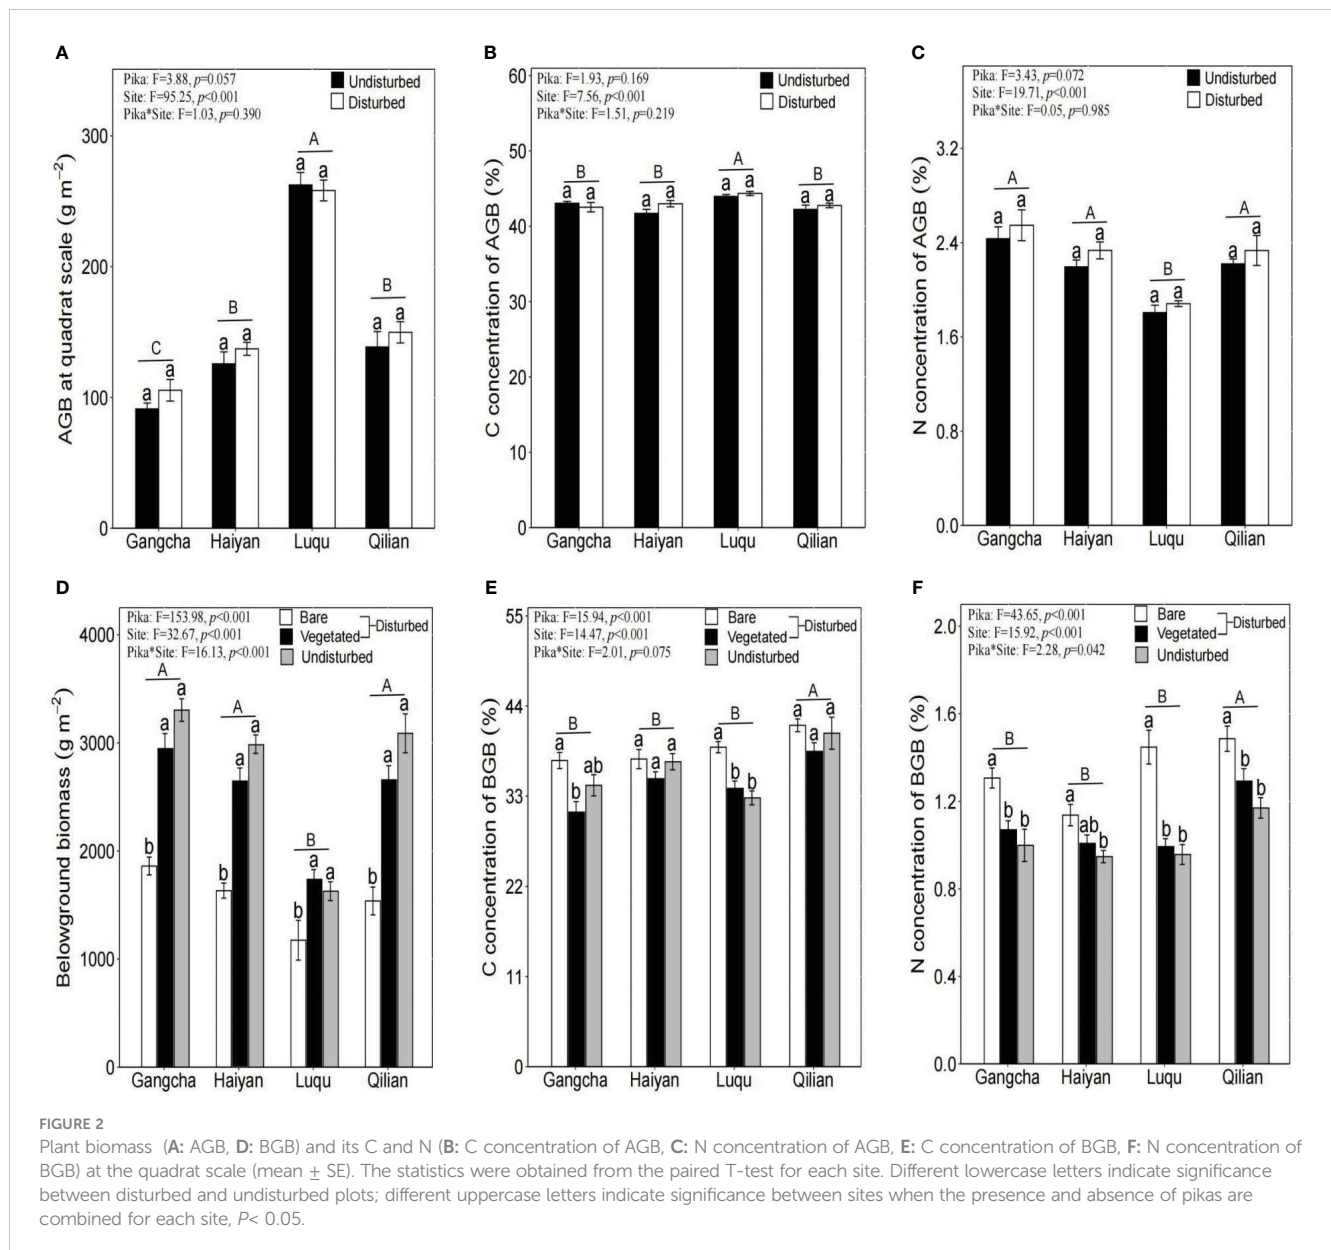 A
Pika: F=3.88, p=0.057
Site: F=95.25, p<0.001
Pika*Site: F=1.03, p=0.390
Undisturbed
Disturbed
AGB at quadrat scale (g m⁻²)
300
200
100
0
C
a
a
B
a
a
A
a
a
B
a
a
Gangcha Haiyan Luqu Qilian
B
Pika: F=1.93, p=0.169
Site: F=7.56, p<0.001
Pika*Site: F=1.51, p=0.219
Undisturbed
Disturbed
C concentration of AGB (%)
60
50
40
30
20
10
0
B
a a
B
a a
A
a a
B
a a
Gangcha Haiyan Luqu Qilian
C
Pika: F=3.43, p=0.072
Site: F=19.71, p<0.001
Pika*Site: F=0.05, p=0.985
Undisturbed
Disturbed
N concentration of AGB (%)
3.2
2.4
1.6
0.8
0.0
A
a a
A
a a
B
a a
A
a a
Gangcha Haiyan Luqu Qilian
D
Pika: F=153.98, p<0.001
Site: F=32.67, p<0.001
Pika*Site: F=16.13, p<0.001
Bare
Vegetated
Disturbed
Undisturbed
Belowground biomass (g m⁻²)
4000
3000
2000
1000
0
A
b a a
A
b a a
B
b a a
A
b a a
Gangcha Haiyan Luqu Qilian
E
Pika: F=15.94, p<0.001
Site: F=14.47, p<0.001
Pika*Site: F=2.01, p=0.075
Bare
Vegetated
Disturbed
Undisturbed
C concentration of BGB (%)
55
44
33
22
11
0
B
a b ab
B
a a a
B
a b b
A
a a a
Gangcha Haiyan Luqu Qilian
F
Pika: F=43.65, p<0.001
Site: F=15.92, p<0.001
Pika*Site: F=2.28, p=0.042
Bare
Vegetated
Disturbed
Undisturbed
N concentration of BGB (%)
2.0
1.6
1.2
0.8
0.4
0.0
B
a b b
B
a ab b
B
a b b
A
a b b
Gangcha Haiyan Luqu Qilian
FIGURE 2
Plant biomass (A: AGB, D: BGB) and its C and N (B: C concentration of AGB, C: N concentration of AGB, E: C concentration of BGB, F: N concentration of
BGB) at the quadrat scale (mean ± SE). The statistics were obtained from the paired T-test for each site. Different lowercase letters indicate significance
between disturbed and undisturbed plots; different uppercase letters indicate significance between sites when the presence and absence of pikas are
combined for each site, P< 0.05.